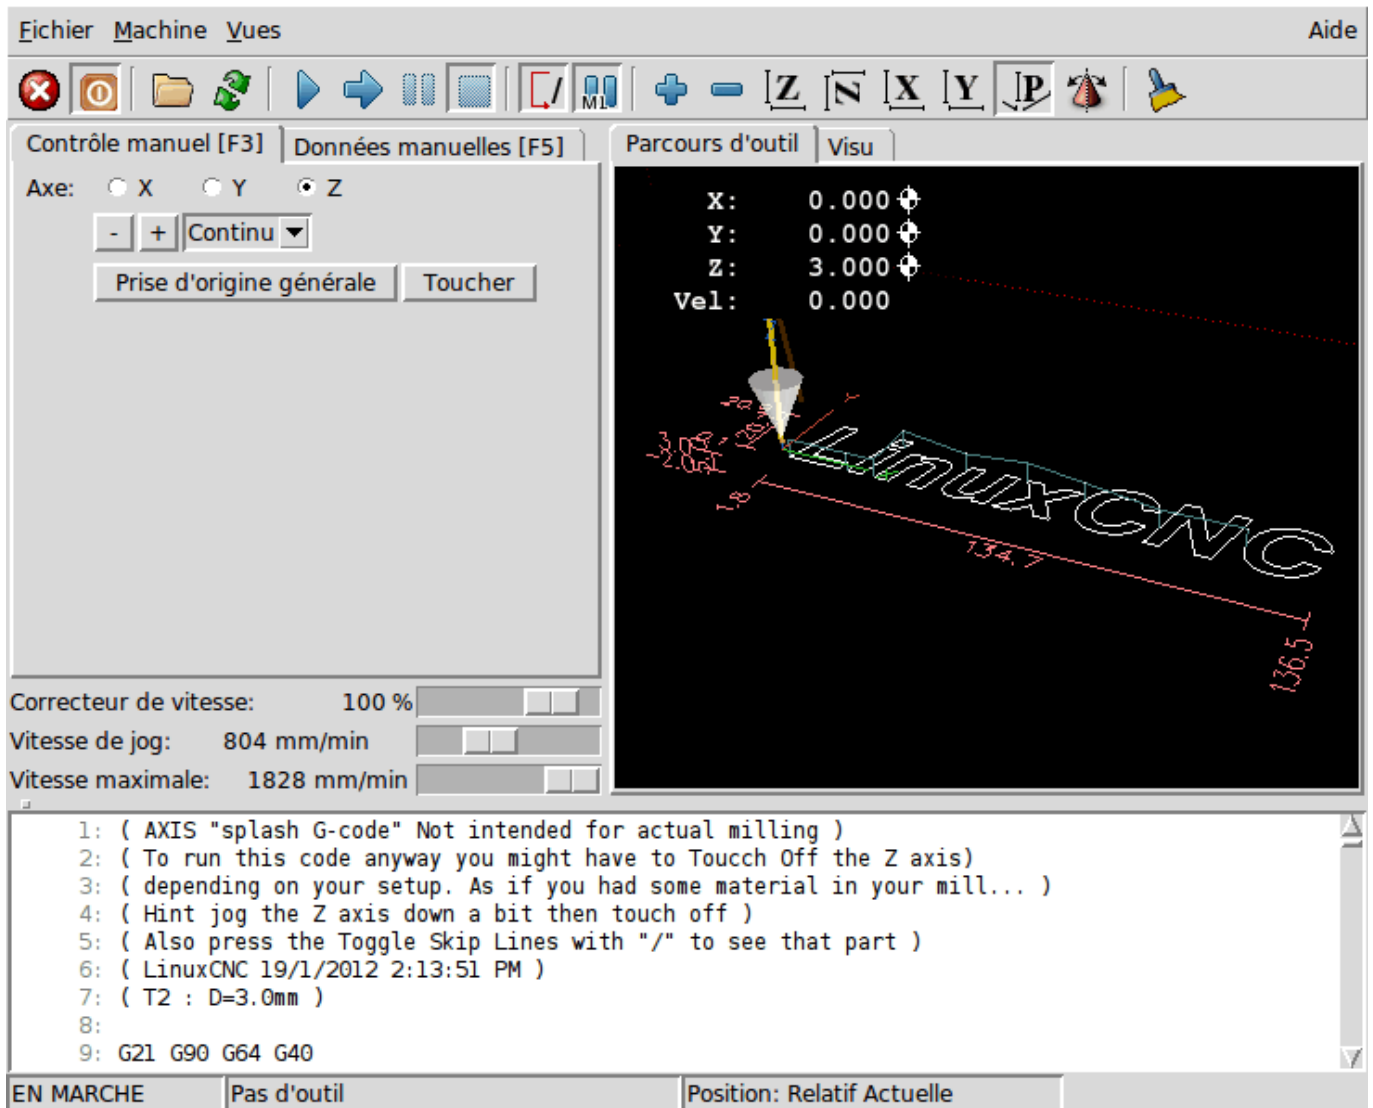 Fichier Machine Vues Aide
M1 Z N X Y P
Contrôle manuel [F3] Données manuelles [F5] Parcours d'outil Visu
Axe: X Y Z
- + Continu
Prise d'origine générale Toucher
X: 0.000
Y: 0.000
Z: 3.000
Vel: 0.000
Y
LinuxCNC
1.8
134.7
136.5
Correcteur de vitesse: 100 %
Vitesse de jog: 804 mm/min
Vitesse maximale: 1828 mm/min
1: ( AXIS "splash G-code" Not intended for actual milling )
2: ( To run this code anyway you might have to Toucch Off the Z axis)
3: ( depending on your setup. As if you had some material in your mill... )
4: ( Hint jog the Z axis down a bit then touch off )
5: ( Also press the Toggle Skip Lines with "/" to see that part )
6: ( LinuxCNC 19/1/2012 2:13:51 PM )
7: ( T2 : D=3.0mm )
8:
9: G21 G90 G64 G40
EN MARCHE Pas d'outil Position: Relatif Actuelle